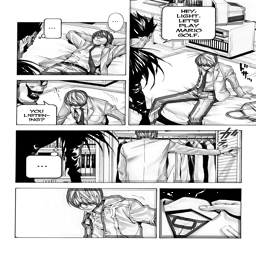 HEY,
LIGHT,
LET'S
PLAY
MARIO
GOLF.
...
...
YOU
LISTEN-
ING?
...